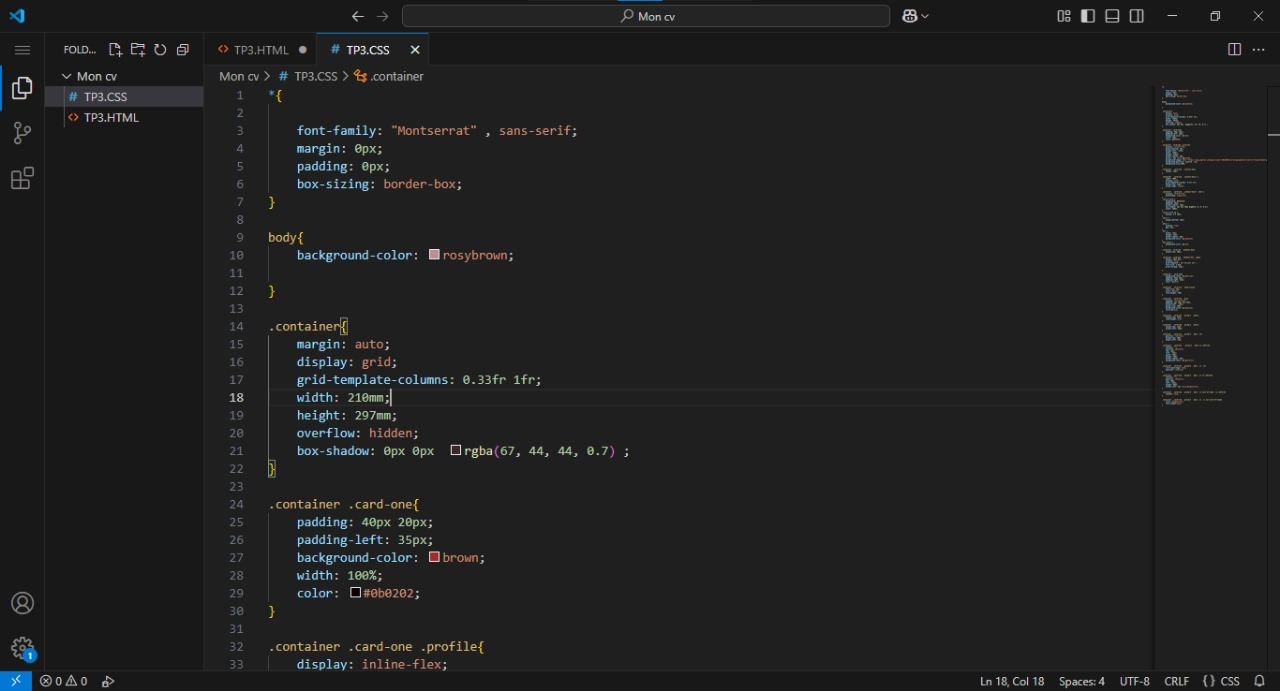 Mon cv
FOLD...
TP3.HTML
# TP3.CSS
Mon cv
# TP3.CSS
<> TP3.HTML
Mon cv > # TP3.CSS > .container
1 *{
2
3 font-family: "Montserrat" , sans-serif;
4 margin: 0px;
5 padding: 0px;
6 box-sizing: border-box;
7 }
8
9 body{
10 background-color: rosybrown;
11
12 }
13
14 .container{
15 margin: auto;
16 display: grid;
17 grid-template-columns: 0.33fr 1fr;
18 width: 210mm;
19 height: 297mm;
20 overflow: hidden;
21 box-shadow: 0px 0px rgba(67, 44, 44, 0.7) ;
22 }
23
24 .container .card-one{
25 padding: 40px 20px;
26 padding-left: 35px;
27 background-color: brown;
28 width: 100%;
29 color: #0b0202;
30 }
31
32 .container .card-one .profile{
33 display: inline-flex;
1
0 0
Ln 18, Col 18 Spaces: 4 UTF-8 CRLF {} CSS